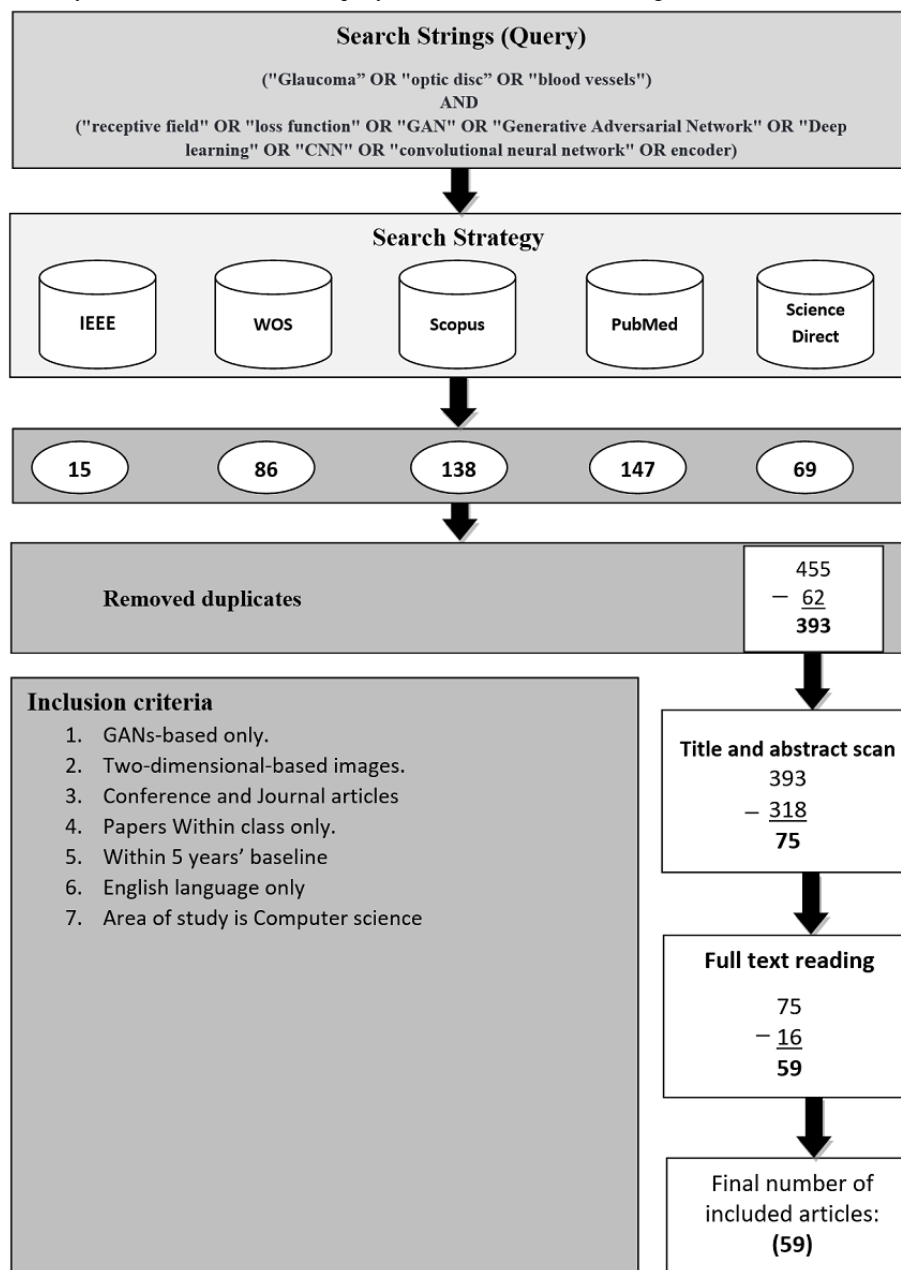 Search Strings (Query)
("Glaucoma” OR "optic disc” OR "blood vessels")
AND
("receptive field" OR "loss function" OR "GAN" OR "Generative Adversarial Network" OR "Deep
learning" OR "CNN" OR "convolutional neural network" OR encoder)
Search Strategy
IEEE
WOS
Scopus
PubMed
Science
Direct
15
86
138
147
69
Removed duplicates
455
– 62
393
Inclusion criteria
1. GANs-based only.
2. Two-dimensional-based images.
3. Conference and Journal articles
4. Papers Within class only.
5. Within 5 years’ baseline
6. English language only
7. Area of study is Computer science
Title and abstract scan
393
– 318
75
Full text reading
75
– 16
59
Final number of
included articles:
(59)